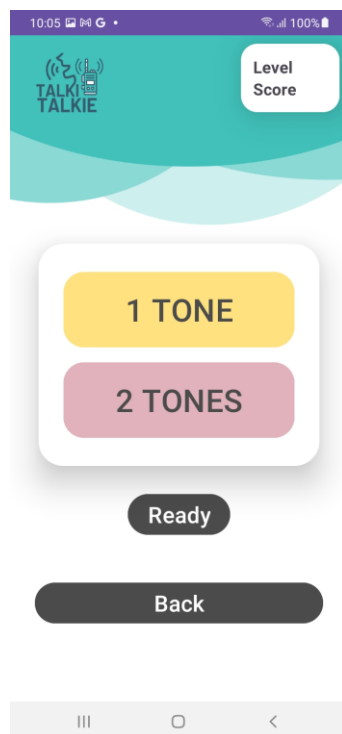 10:05 G
100%
Level
Score
TALKI
TALKIE
1 TONE
2 TONES
Ready
Back